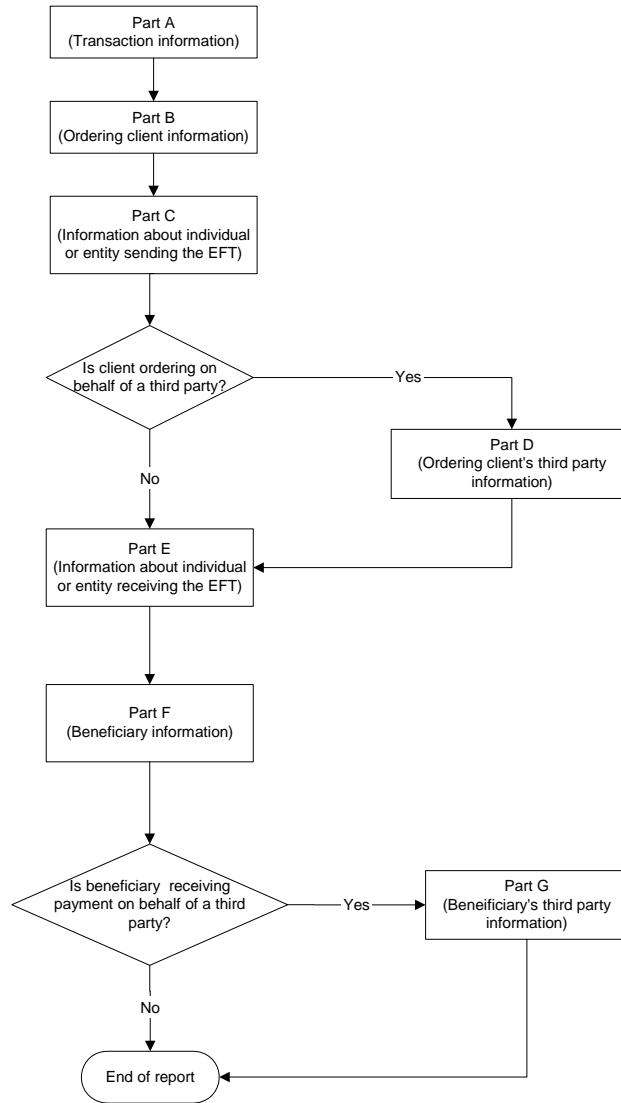 Part A
(Transaction information)
Part B
(Ordering client information)
Part C
(Information about individual
or entity sending the EFT)
Is client ordering on
behalf of a third party?
Yes
Part D
(Ordering client's third party
information)
No
Part E
(Information about individual
or entity receiving the EFT)
Part F
(Beneficiary information)
Is beneficiary receiving
payment on behalf of a third
party?
Yes
Part G
(Beneificiary's third party
information)
No
End of report